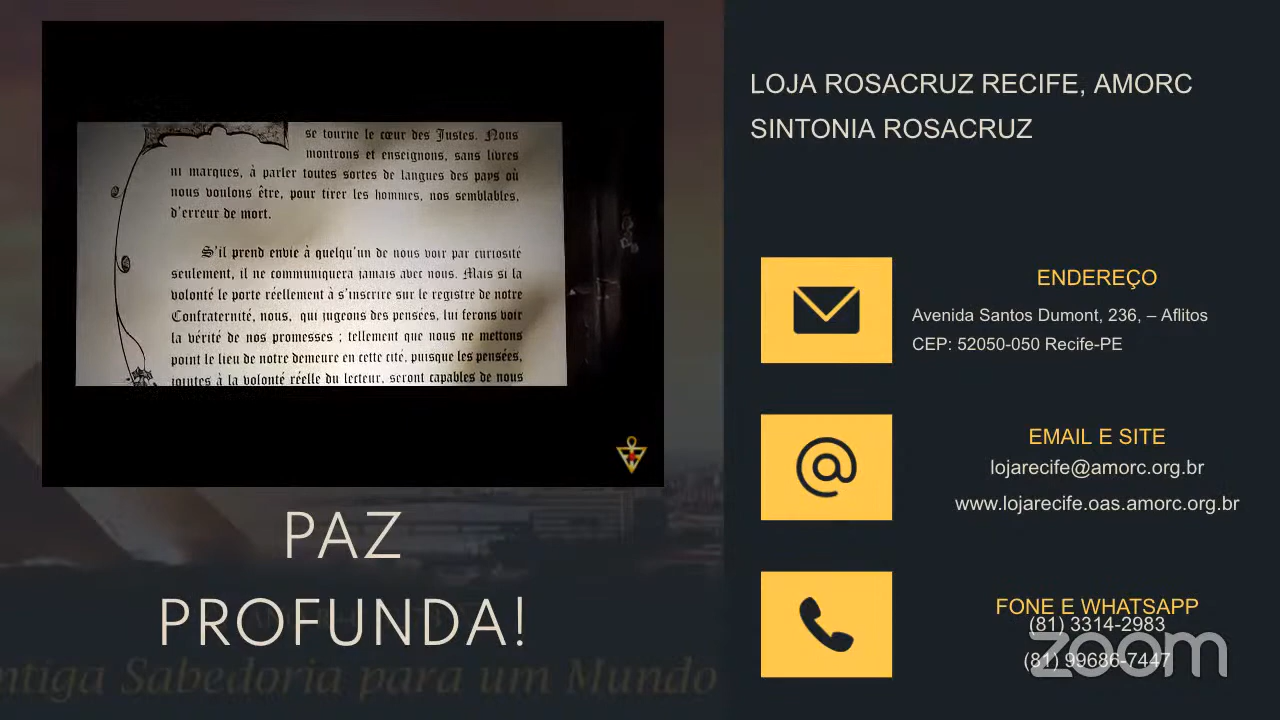 se tourne le cœur des Justes. Nous
montrons et enseignons, sans livres
ni marques, à parler toutes sortes de langues des pays où
nous voulons être, pour tirer les hommes, nos semblables,
d'erreur de mort.
S'il prend envie à quelqu'un de nous voir par curiosité
seulement, il ne communiquera jamais avec nous. Mais si la
volonté le porte réellement à s'inscrire sur le registre de notre
Confraternité, nous, qui jugeons des pensées, lui ferons voir
la vérité de nos promesses ; tellement que nous ne mettons
point le lieu de notre demeure en cette cité, puisque les pensées,
jointes à la volonté réelle du lecteur, seront capables de nous
PAZ
PROFUNDA!
ntiga Sabedoria para um Mundo
LOJA ROSACRUZ RECIFE, AMORC
SINTONIA ROSACRUZ
ENDEREÇO
Avenida Santos Dumont, 236, – Aflitos
CEP: 52050-050 Recife-PE
EMAIL E SITE
lojarecife@amorc.org.br
www.lojarecife.oas.amorc.org.br
FONE E WHATSAPP
(81) 3314-2983
(81) 99686-7447
zoom